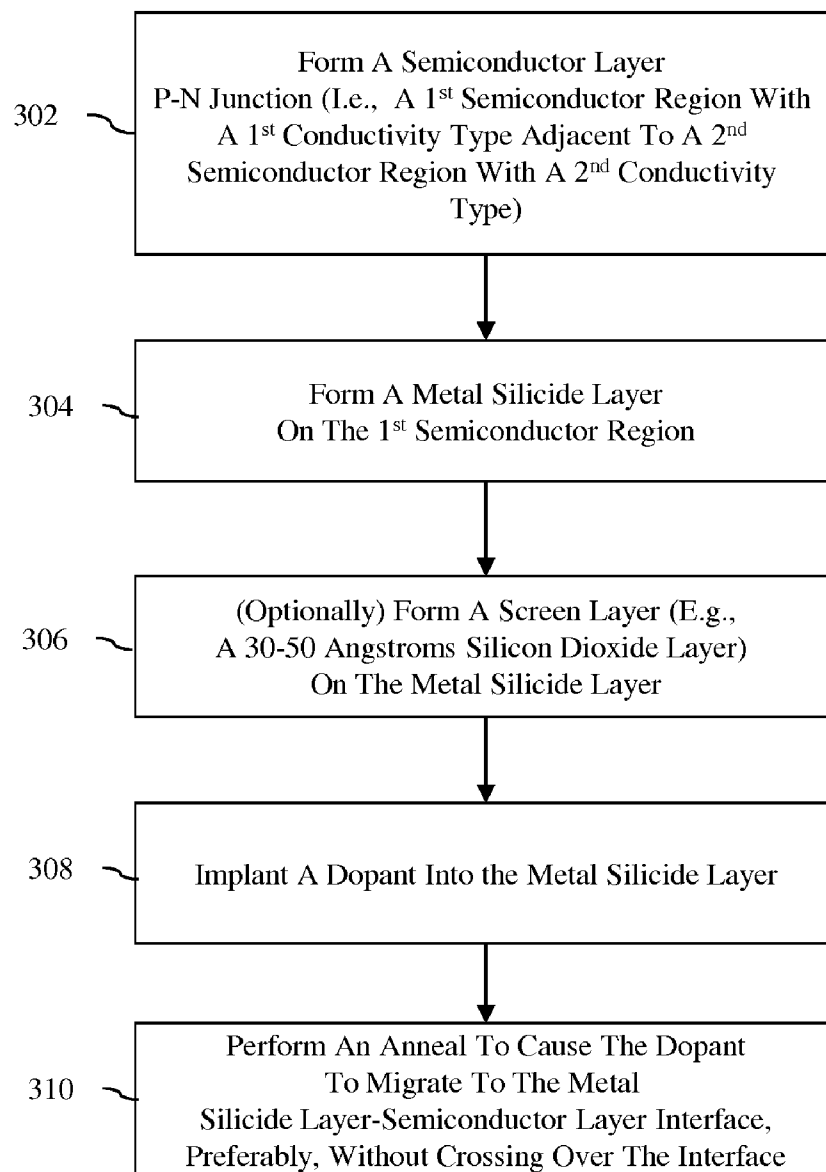 Form A Semiconductor Layer
302
P-N Junction (I.e., A 1st Semiconductor Region With
A 1st Conductivity Type Adjacent To A 2nd
Semiconductor Region With A 2nd Conductivity
Type)
304
Form A Metal Silicide Layer
On The 1st Semiconductor Region
306
(Optionally) Form A Screen Layer (E.g.,
A 30-50 Angstroms Silicon Dioxide Layer)
On The Metal Silicide Layer
308
Implant A Dopant Into the Metal Silicide Layer
310
Perform An Anneal To Cause The Dopant
To Migrate To The Metal
Silicide Layer-Semiconductor Layer Interface,
Preferably, Without Crossing Over The Interface